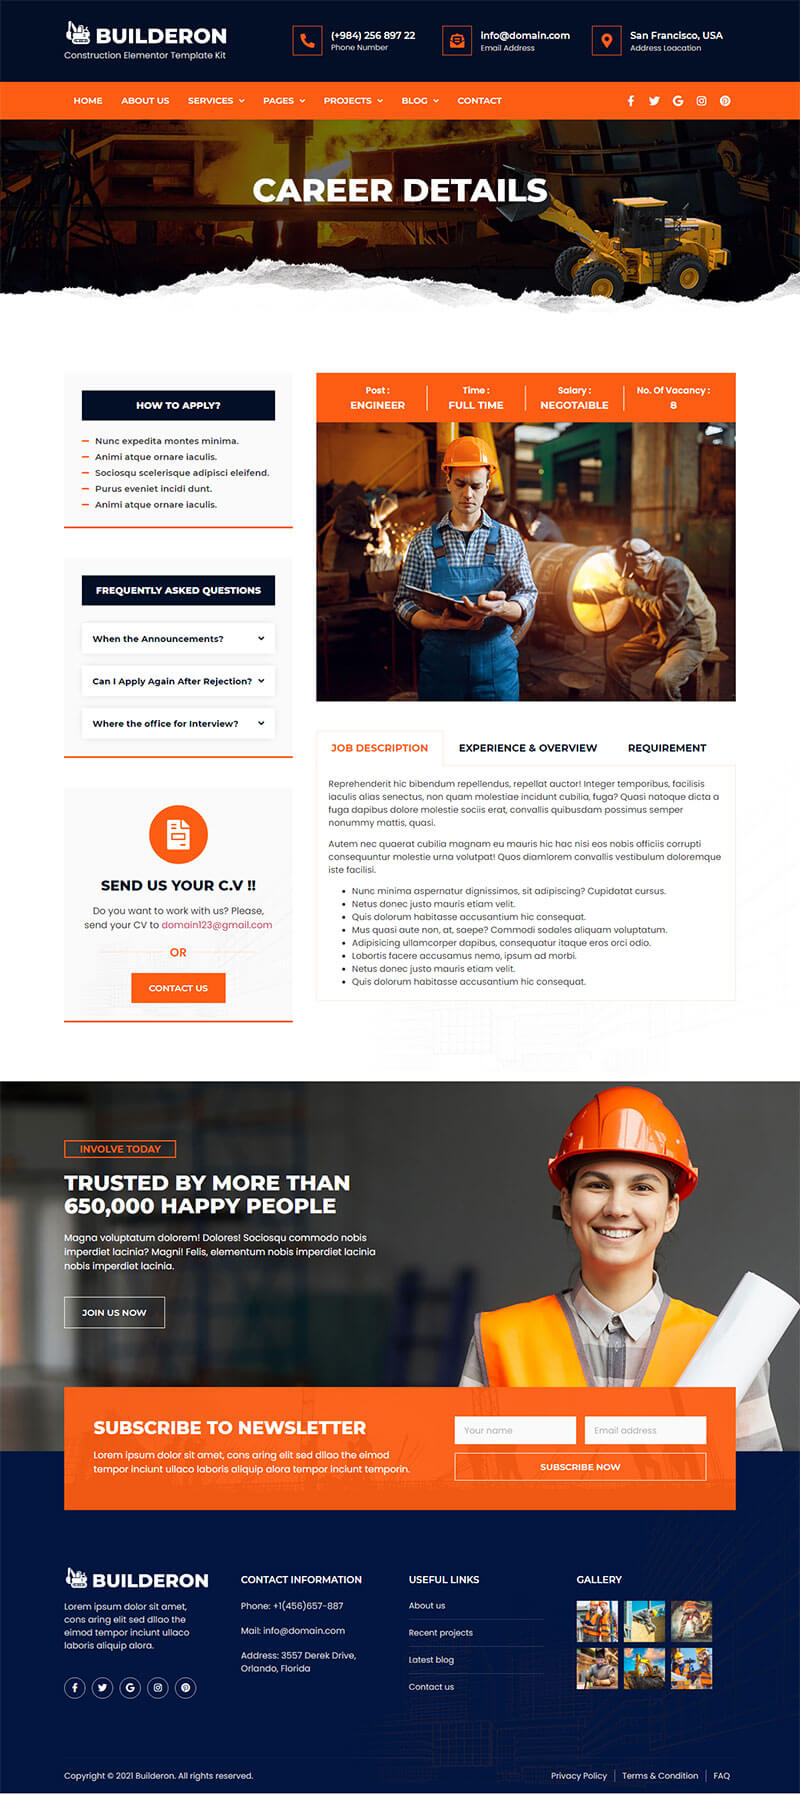 BUILDERON
Construction Elementor Template Kit
(+984) 256 897 22
Phone Number
info@domain.com
Email Address
San Francisco, USA
Address Loacation
HOME
ABOUT US
SERVICES
PAGES
PROJECTS
BLOG
CONTACT
CAREER DETAILS
HOW TO APPLY?
Nunc expedita montes minima.
Animi atque ornare iaculis.
Sociosqu scelerisque adipisci eleifend.
Purus eveniet incidi dunt.
Animi atque ornare iaculis.
FREQUENTLY ASKED QUESTIONS
When the Announcements?
Can I Apply Again After Rejection?
Where the office for Interview?
SEND US YOUR C.V !!
Do you want to work with us? Please,
send your CV to domain123@gmail.com
OR
CONTACT US
Post :
ENGINEER
Time :
FULL TIME
Salary :
NEGOTAIBLE
No. Of Vacancy :
8
JOB DESCRIPTION
EXPERIENCE & OVERVIEW
REQUIREMENT
Reprehenderit hic bibendum repellendus, repellat auctor! Integer temporibus, facilisis
iaculis alias senectus, non quam molestiae incidunt cubilia, fuga? Quasi natoque dicta a
fuga dapibus dolore molestie sociis erat, convallis quibusdam possimus semper
nonummy mattis, quasi.
Autem nec quaerat cubilia magnam eu mauris hic hac nisi eos nobis officiis corrupti
consequuntur molestie urna volutpat! Quos diamlorem convallis vestibulum doloremque
iste facilisi.
• Nunc minima aspernatur dignissimos, sit adipiscing? Cupidatat cursus.
• Netus donec justo mauris etiam velit.
• Quis dolorum habitasse accusantium hic consequat.
• Mus quasi aute non, at, saepe? Commodi sodales aliquam voluptatum.
• Adipisicing ullamcorper dapibus, consequatur itaque eros orci odio.
• Lobortis facere accusamus nemo, ipsum ad morbi.
• Netus donec justo mauris etiam velit.
• Quis dolorum habitasse accusantium hic consequat.
INVOLVE TODAY
TRUSTED BY MORE THAN
650,000 HAPPY PEOPLE
Magna voluptatum dolorem! Dolores! Sociosqu commodo nobis
imperdiet lacinia? Magni! Felis, elementum nobis imperdiet lacinia
nobis imperdiet lacinia.
JOIN US NOW
SUBSCRIBE TO NEWSLETTER
Lorem ipsum dolor sit amet, cons aring elit sed dllao the eimod
tempor inciunt ullaco laboris aliquip alora tempor inciunt temporin.
Your name
Email address
SUBSCRIBE NOW
BUILDERON
Lorem ipsum dolor sit amet,
cons aring elit sed dllao the
tempor inciunt ullaco
laboris aliquip alora.
CONTACT INFORMATION
Phone: +1(456)657-887
Mail: info@domain.com
Address: 3557 Derek Drive,
Orlando, Florida
USEFUL LINKS
About us
Recent projects
Latest blog
Contact us
GALLERY
Copyright © 2021 Builderon. All rights reserved.
Privacy Policy
Terms & Condition
FAQ